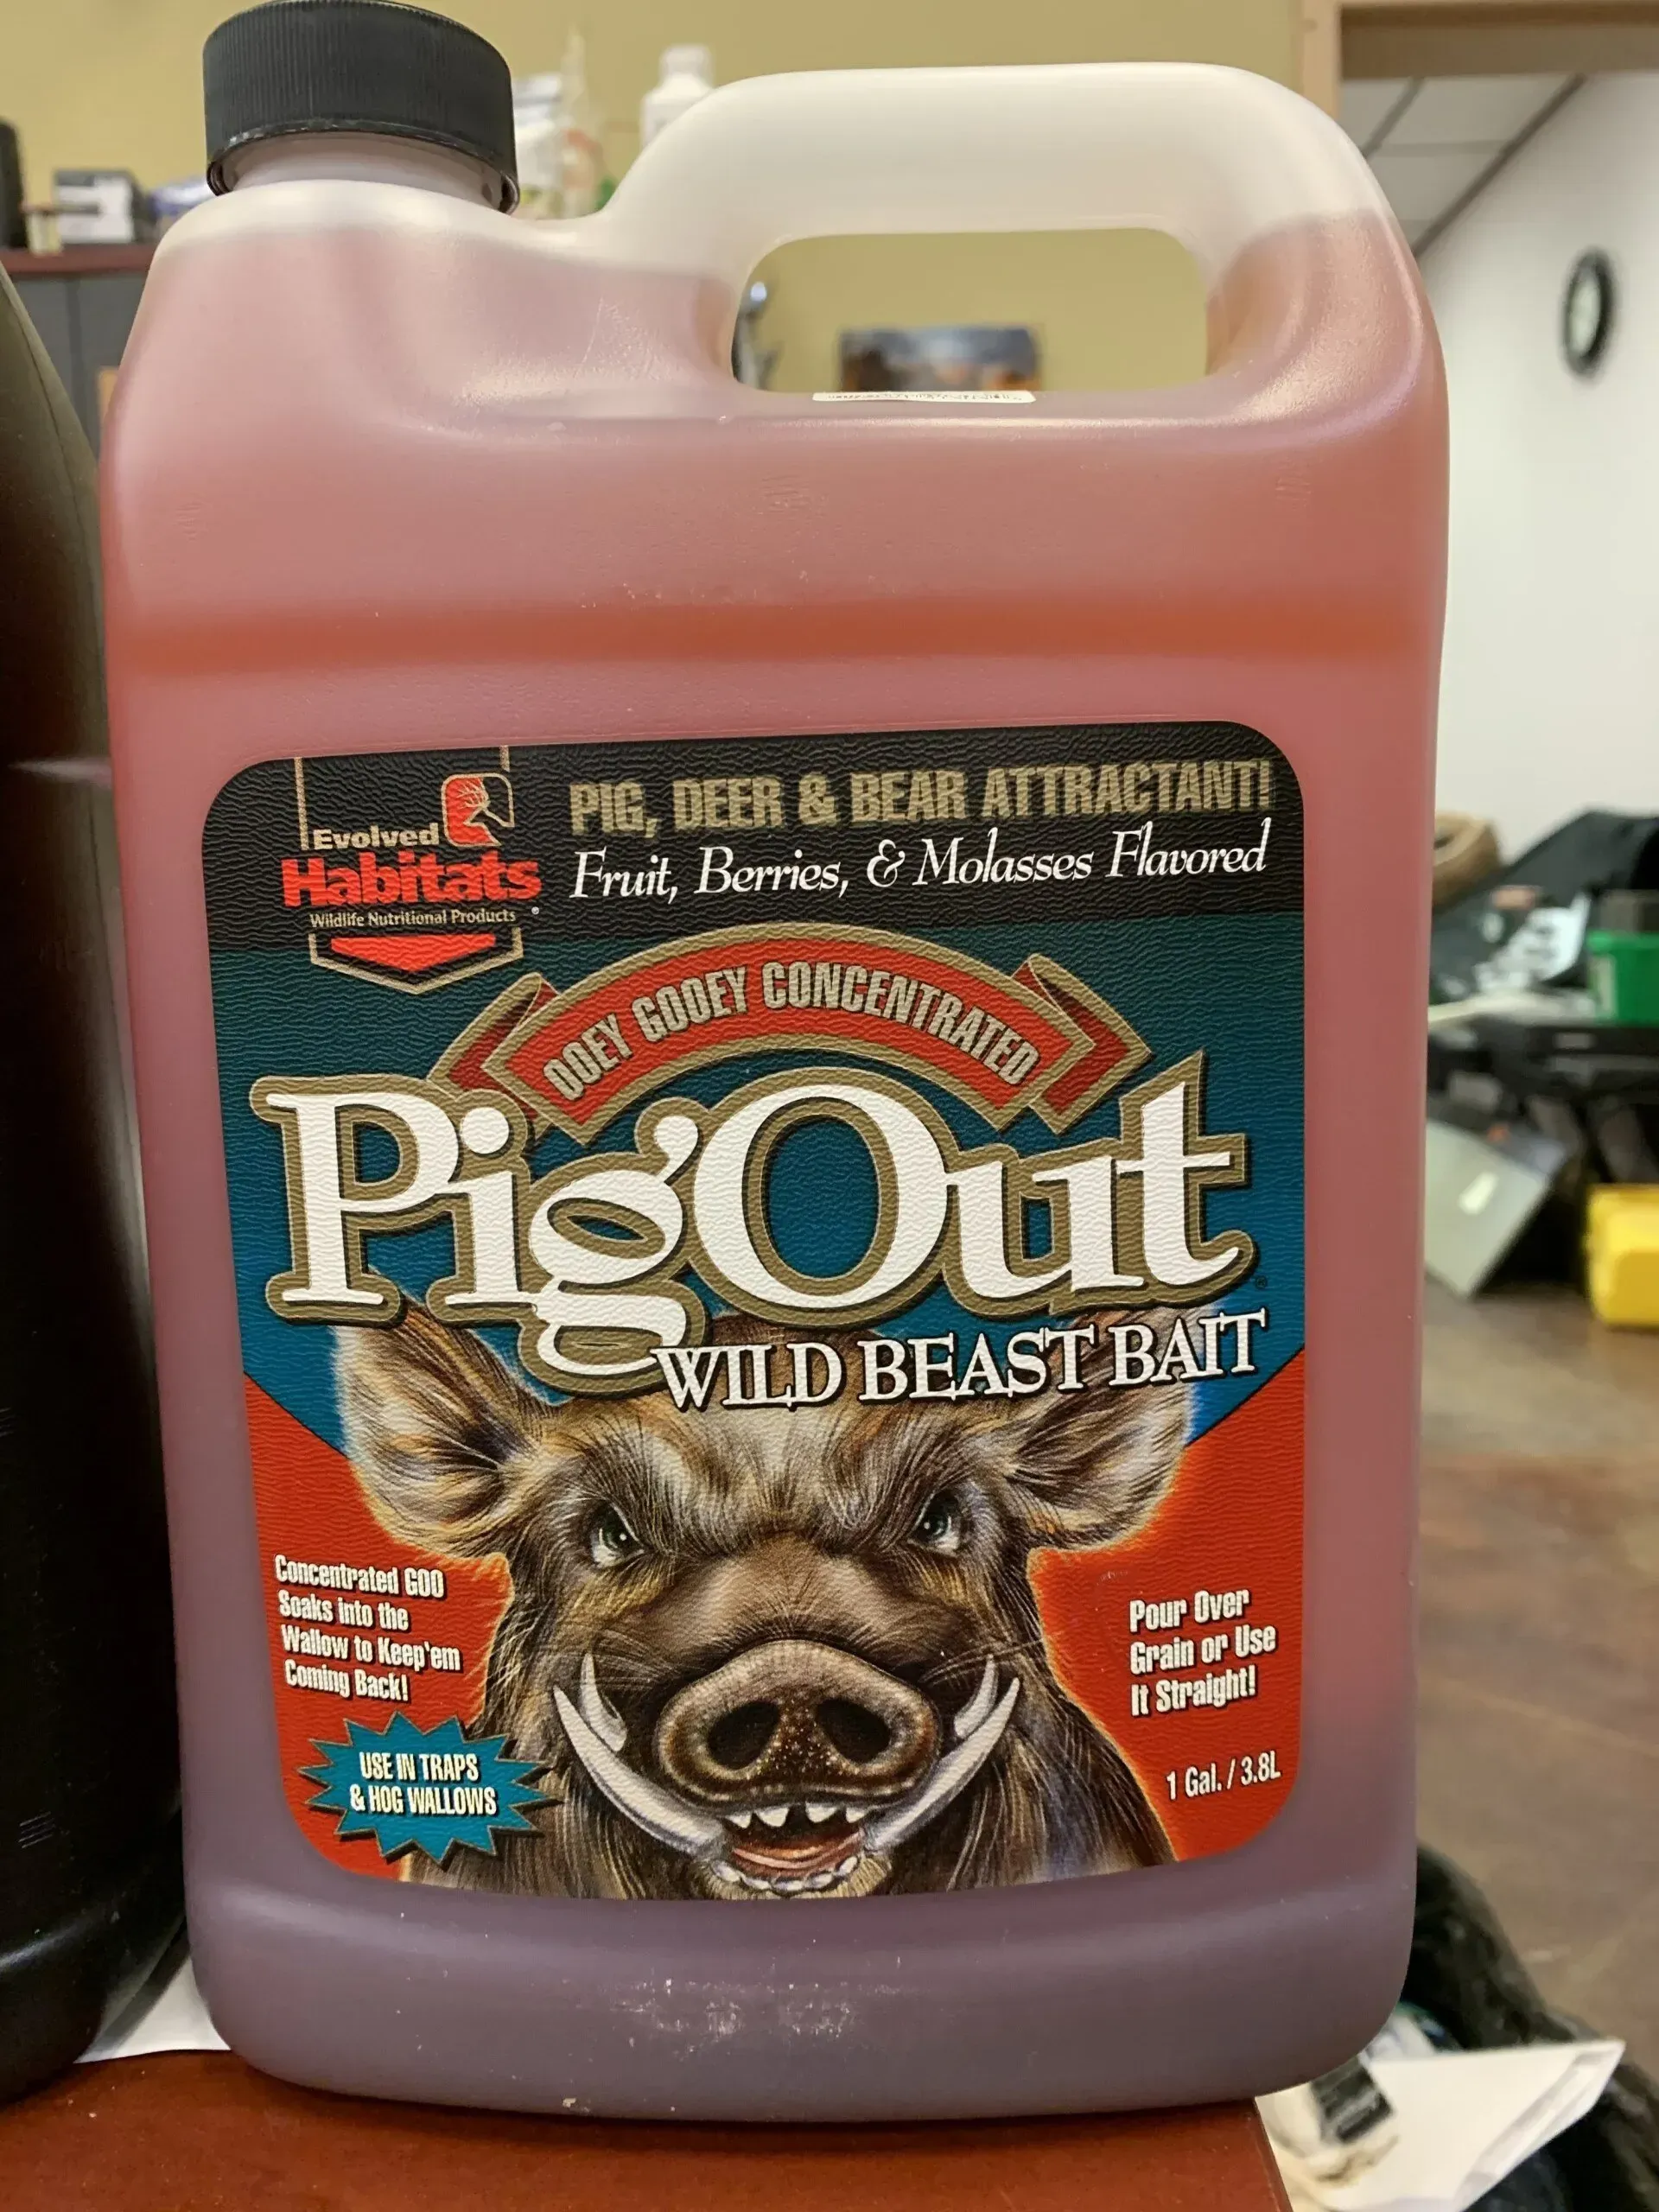 Evolved
Habitats
Wildlife Nutritional Products ®
PIG, DEER & BEAR ATTRACTANT!
Fruit, Berries, & Molasses Flavored
OOEY GOOEY CONCENTRATED
Pig Out
WILD BEAST BAIT
Concentrated GOO
Soaks into the
Wallow to Keep'em
Coming Back!
USE IN TRAPS
& HOG WALLOWS
Pour Over
Grain or Use
It Straight!
1 Gal. / 3.8L